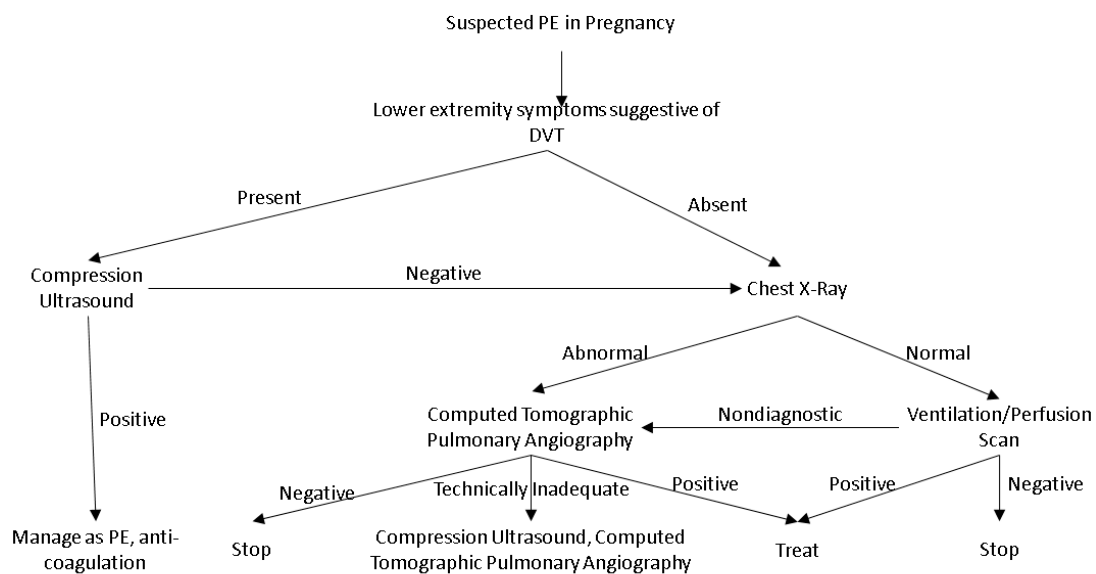 Suspected PE in Pregnancy
Lower extremity symptoms suggestive of
DVT
Present
Absent
Compression
Ultrasound
Negative
Chest X-Ray
Abnormal
Normal
Positive
Computed Tomographic
Pulmonary Angiography
Nondiagnostic
Ventilation/Perfusion
Scan
Negative
Technically Inadequate
Positive
Positive
Negative
Manage as PE, anti-
coagulation
Stop
Compression Ultrasound, Computed
Tomographic Pulmonary Angiography
Treat
Stop